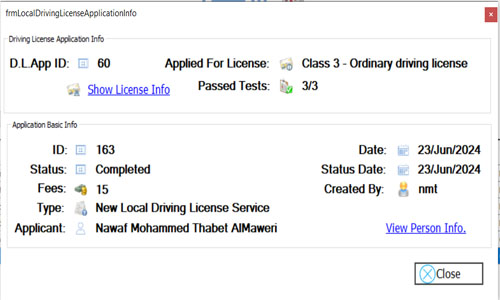 frmLocalDrivingLicenseApplicationInfo
Driving License Application Info
D.L.App ID: 60 Applied For License: Class 3 - Ordinary driving license
Show License Info Passed Tests: 3/3
Application Basic Info
ID: 163 Date: 23/Jun/2024
Status: Completed Status Date: 23/Jun/2024
Fees: 15 Created By: nmt
Type: New Local Driving License Service
Applicant: Nawaf Mohammed Thabet AlMaweri View Person Info.
Close